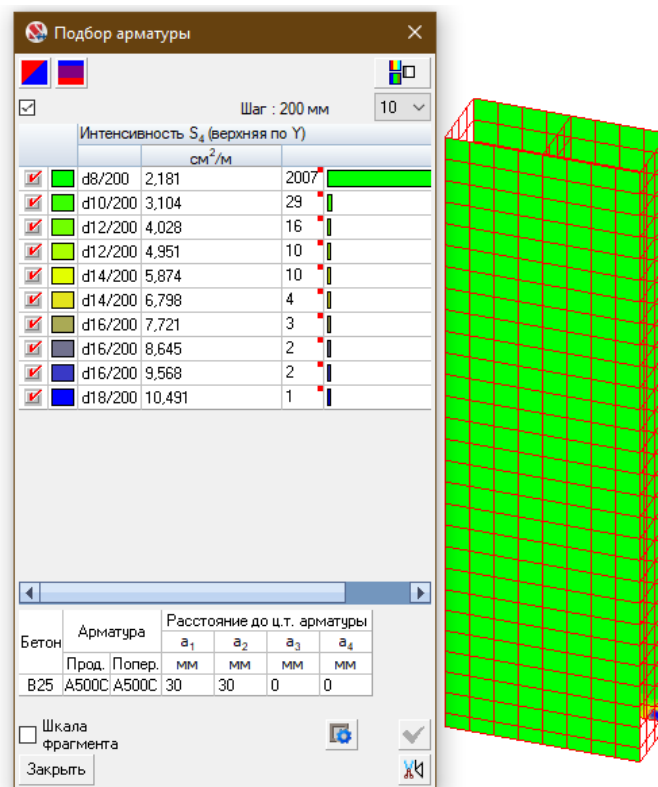 Подбор арматуры
Шаг : 200 мм 10
Интенсивность S4 (верхняя по Y)
см2/м
d8/200 2,181 2007
d10/200 3,104 29
d12/200 4,028 16
d12/200 4,951 10
d14/200 5,874 10
d14/200 6,798 4
d16/200 7,721 3
d16/200 8,645 2
d16/200 9,568 2
d18/200 10,491 1
Бетон Арматура Расстояние до ц.т. арматуры
a1 a2 a3 a4
Прод. Попер. мм мм мм мм
B25 A500C A500C 30 30 0 0
Шкала
фрагмента
Закрыть